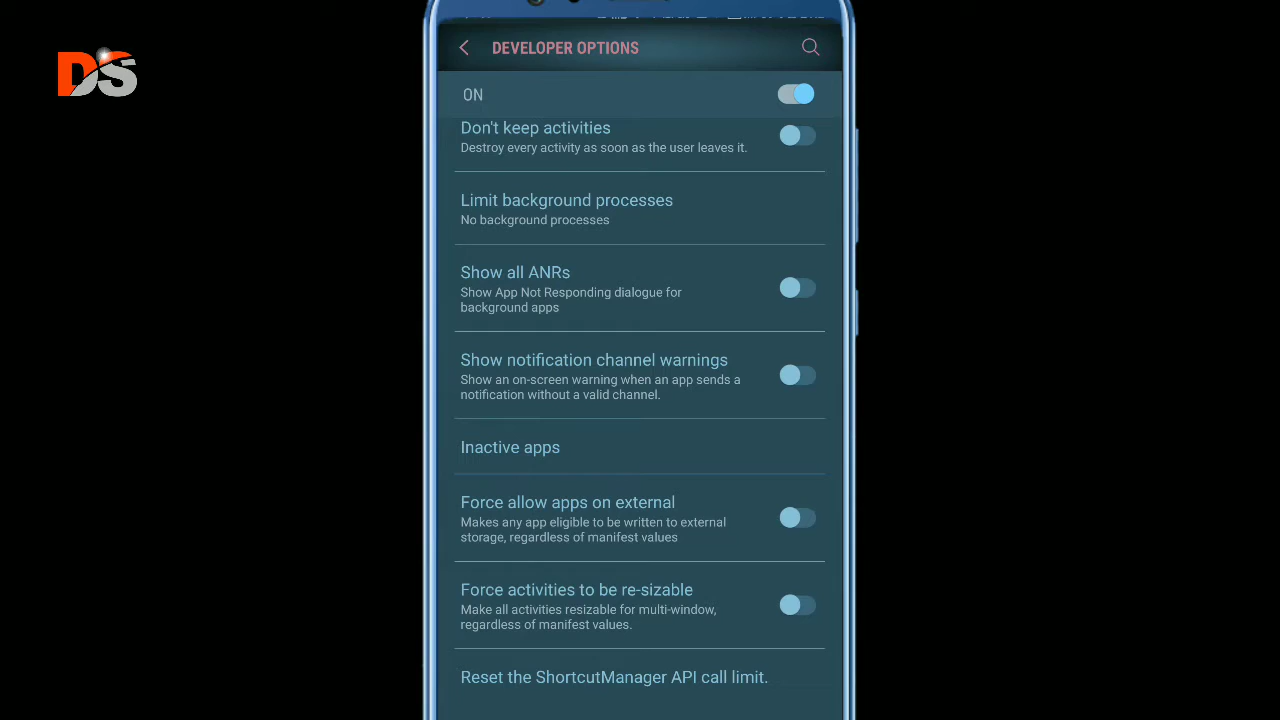 DS
DEVELOPER OPTIONS
ON
Don't keep activities
Destroy every activity as soon as the user leaves it.
Limit background processes
No background processes
Show all ANRs
Show App Not Responding dialogue for
background apps
Show notification channel warnings
Show an on-screen warning when an app sends a
notification without a valid channel.
Inactive apps
Force allow apps on external
Makes any app eligible to be written to external
storage, regardless of manifest values
Force activities to be re-sizable
Make all activities resizable for multi-window,
regardless of manifest values.
Reset the ShortcutManager API call limit.